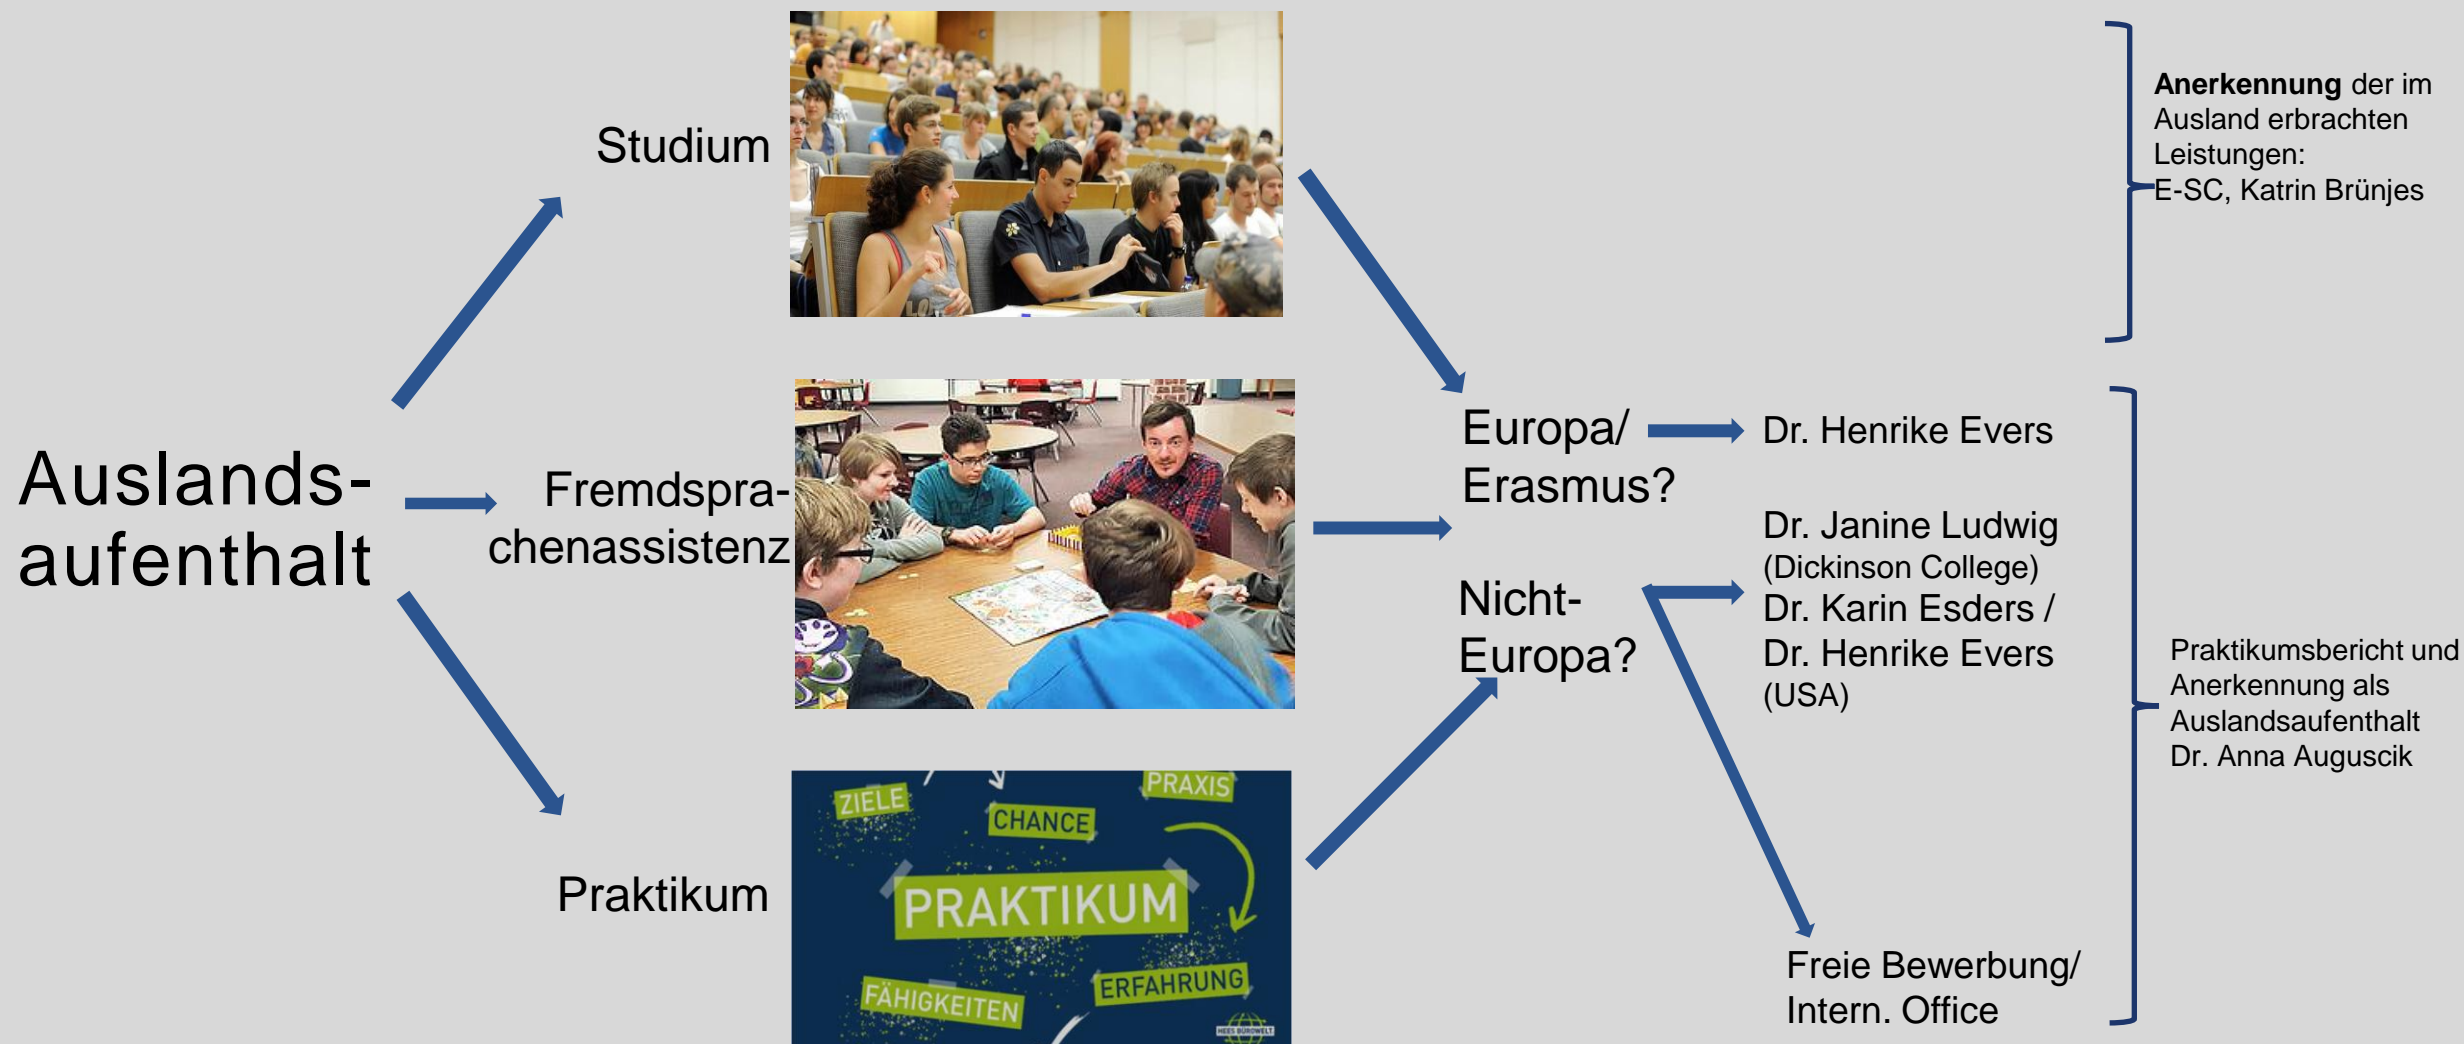 Auslands-
aufenthalt
Studium
Fremdspra-
chenassistenz
Praktikum
ZIELE
PRAXIS
CHANCE
PRAKTIKUM
FÄHIGKEITEN
ERFAHRUNG
HEES BÜROWELT
Europa/
Erasmus?
Nicht-
Europa?
Dr. Henrike Evers
Dr. Janine Ludwig
(Dickinson College)
Dr. Karin Esders /
Dr. Henrike Evers
(USA)
Freie Bewerbung/
Intern. Office
Anerkennung der im
Ausland erbrachten
Leistungen:
E-SC, Katrin Brünjes
Praktikumsbericht und
Anerkennung als
Auslandsaufenthalt
Dr. Anna Auguscik